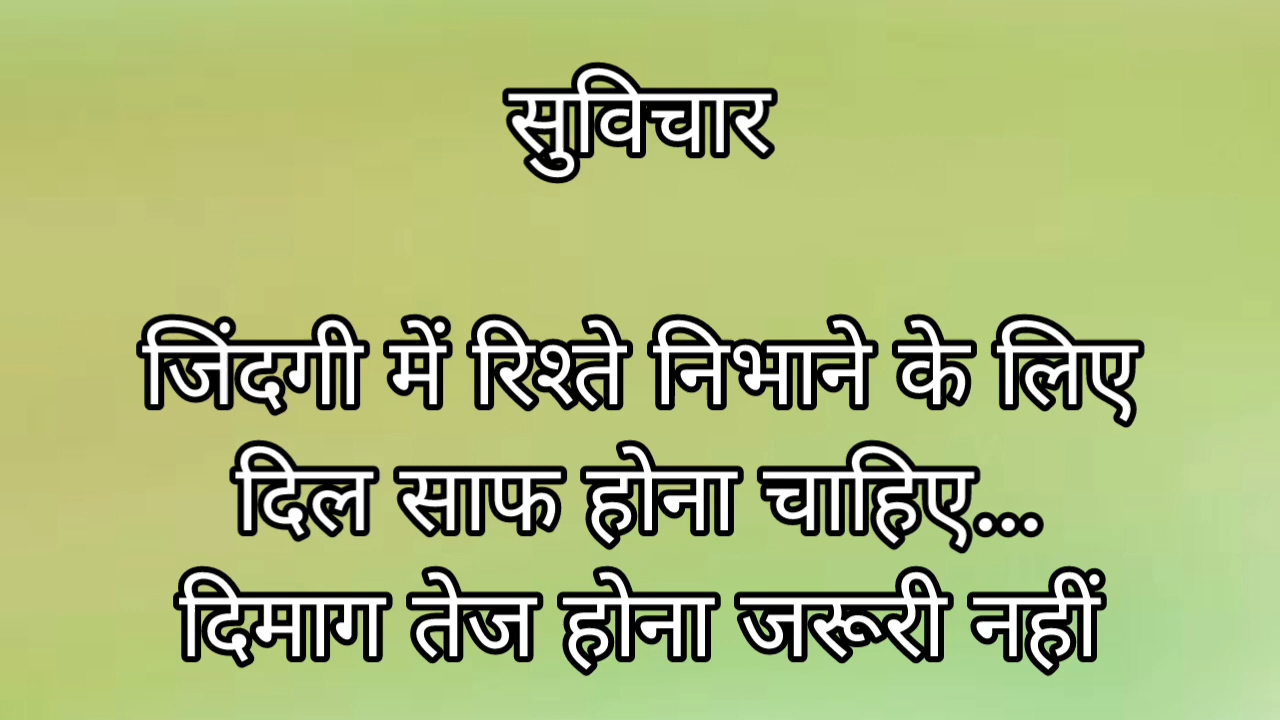 सुविचार
जिंदगी में रिश्ते निभाने के लिए
दिल साफ होना चाहिए...
दिमाग तेज होना जरूरी नहीं